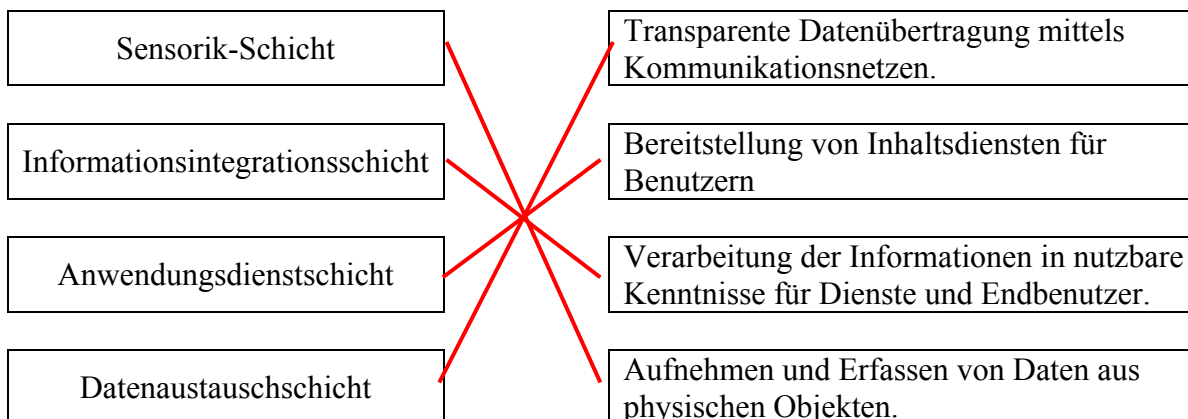 Sensorik-Schicht
Transparente Datenübertragung mittels
Kommunikationsnetzen.
Informationsintegrationsschicht
Bereitstellung von Inhaltsdiensten für
Benutzern
Anwendungsdienstschicht
Verarbeitung der Informationen in nutzbare
Kenntnisse für Dienste und Endbenutzer.
Datenaustauschschicht
Aufnehmen und Erfassen von Daten aus
physischen Objekten.